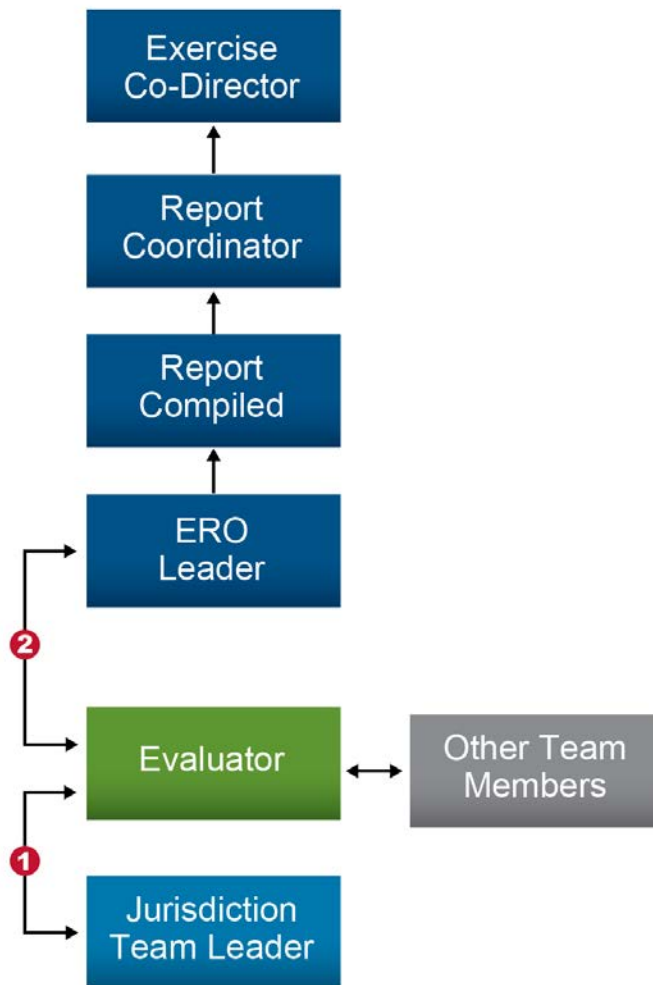 Exercise
Co-Director
Report
Coordinator
Report
Compiled
ERO
Leader
2
Evaluator
Other Team
Members
1
Jurisdiction
Team Leader